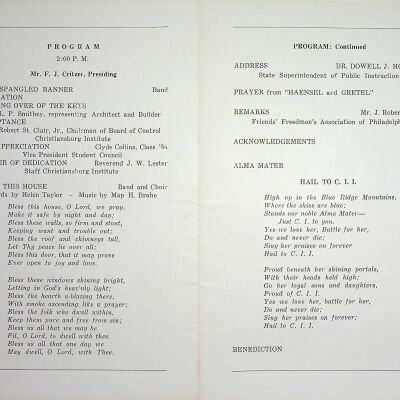 PROGRAM
2:00 P. M.
Mr. F. J. Critzer, Presiding
SPANGLED BANNER Band
ATION
NG OVER OF THE KEYS
L. P. Smithey, representing Architect and Builder
PTANCE
Robert St. Clair, Jr., Chairman of Board of Control
Christiansburg Institute
APPRECIATION Clyde Collins, Class '54
Vice President Student Council
ER OF DEDICATION Reverend J. W. Lester
Staff Christiansburg Institute
THIS HOUSE Band and Choir
rds by Helen Taylor - Music by Map H. Brahe
Bless this house, O Lord, we pray,
Make it safe by night and day;
Bless these walls, so firm and stout,
Keeping want and trouble out;
Bless the roof and chimneys tall,
Let Thy peace lie over all;
Bless this door, that it may prove
Ever open to joy and love.
Bless these windows shining bright,
Letting in God's heav'nly light;
Bless the hearth a-blazing there,
With smoke ascending like a prayer;
Bless the folk who dwell within,
Keep them pure and free from sin;
Bless us all that we may be
Fit, O Lord, to dwell with thee.
Bless us all that one day we
May dwell, O Lord, with Thee.
PROGRAM: Continued
ADDRESS DR. DOWELL J. HO
State Superintendent of Public Instruction
PRAYER from "HAENSEL and GRETEL"
REMARKS Mr. J. Rober
Friends' Freedmen's Association of Philadelph
ACKNOWLEDGEMENTS
ALMA MATER
HAIL TO C. I. I.
High up in the Blue Ridge Mountains,
Where the skies are blue;
Stands our noble Alma Mater—
Just C. I. to you.
Yes we love her, Battle for her,
Do and never die;
Sing her praises on forever
Hail to C. I. I.
Proud beneath her shining portals,
With their heads held high;
Go her loyal sons and daughters,
Proud of C. I. I.
Yes we love her, battle for her,
Do and never die;
Sing her praises on forever;
Hail to C. I. I.
BENEDICTION